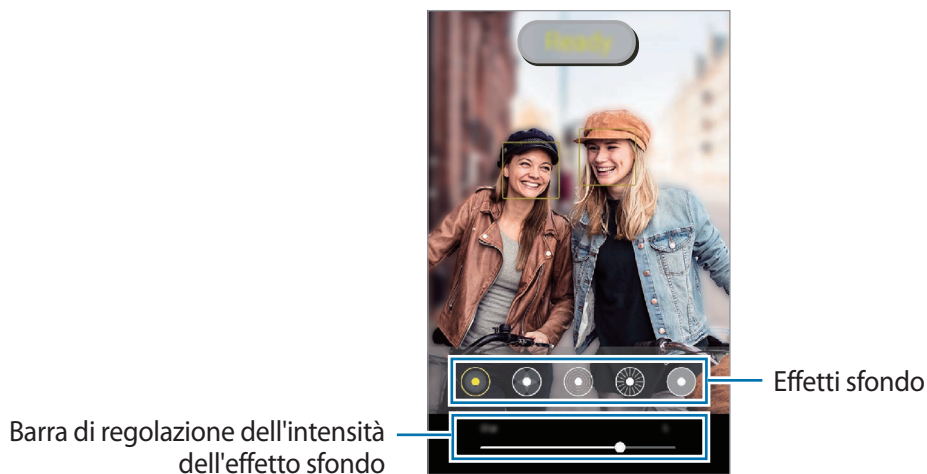 Ready
Effetti sfondo
Barra di regolazione dell'intensità
dell'effetto sfondo